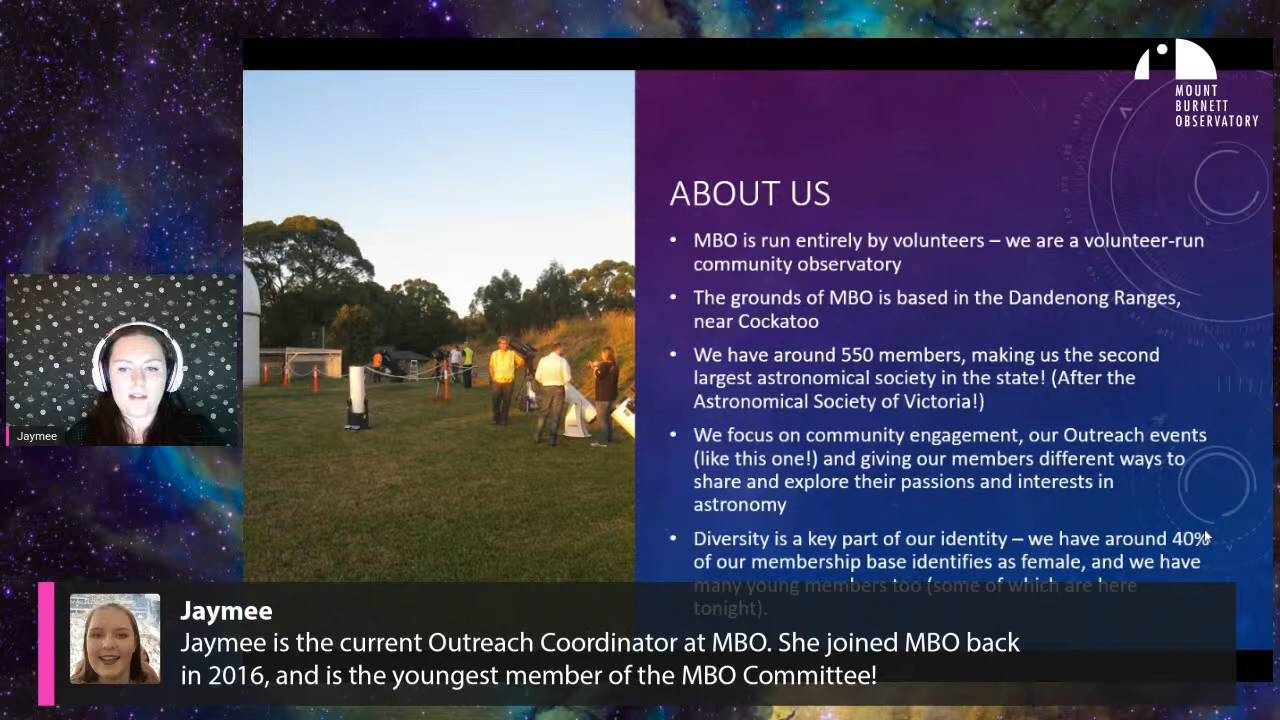 MOUNT
BURNETT
OBSERVATORY
ABOUT US
• MBO is run entirely by volunteers – we are a volunteer-run
community observatory
• The grounds of MBO is based in the Dandenong Ranges,
near Cockatoo
• We have around 550 members, making us the second
largest astronomical society in the state! (After the
Astronomical Society of Victoria!)
• We focus on community engagement, our Outreach events
(like this one!) and giving our members different ways to
share and explore their passions and interests in
astronomy
• Diversity is a key part of our identity – we have around 40%
of our membership base identifies as female, and we have
many young members too (some of which are here
tonight).
Jaymee
Jaymee
Jaymee is the current Outreach Coordinator at MBO. She joined MBO back
in 2016, and is the youngest member of the MBO Committee!